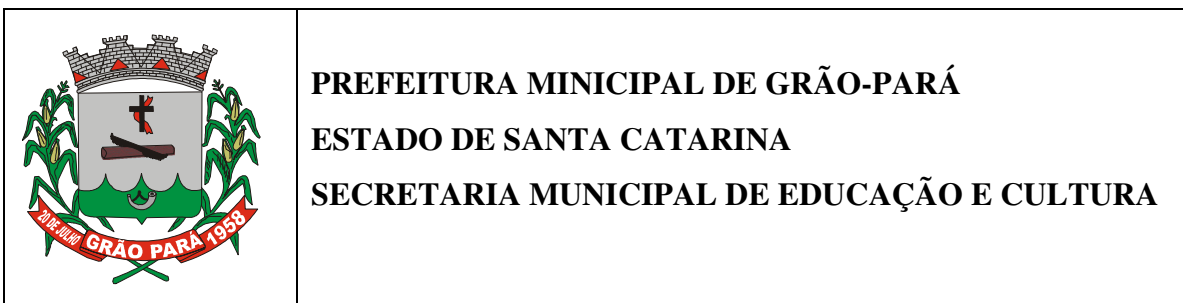 PREFEITURA MINICIPAL DE GRÃO-PARÁ
ESTADO DE SANTA CATARINA
SECRETARIA MUNICIPAL DE EDUCAÇÃO E CULTURA
20 DE JULHO GRÃO PARÁ 1958